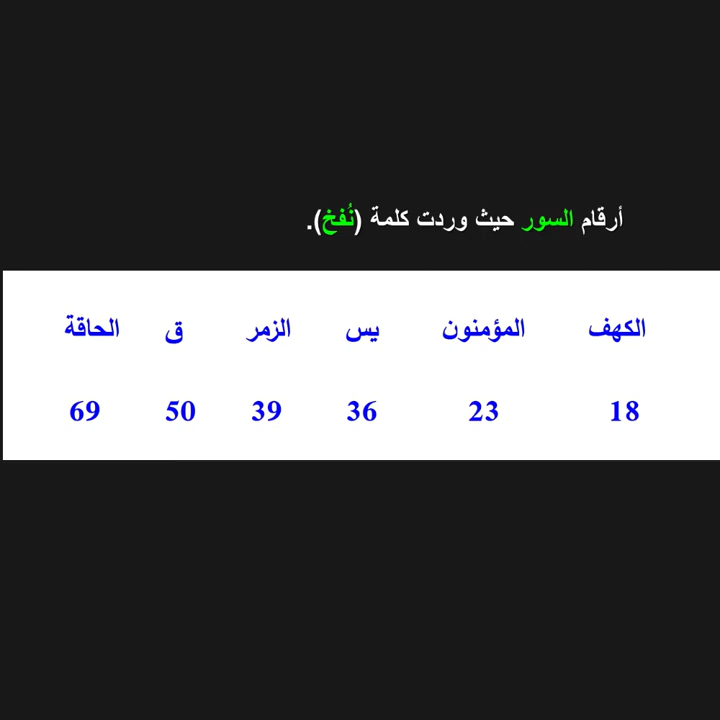 أرقام السور حيث وردت كلمة (نُفخ).
الكهف المؤمنون يس الزمر ق الحاقة
18 23 36 39 50 69